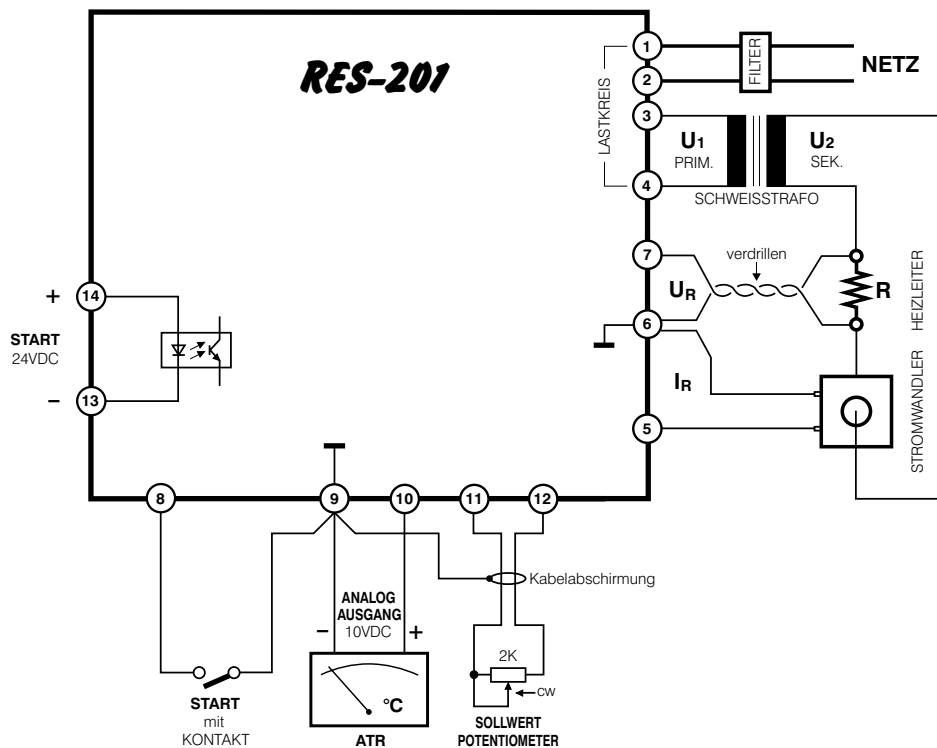 RES-201
LASTKREIS
1
2
3
4
7
6
5
FILTER
NETZ
U1
PRIM.
U2
SEK.
SCHWEISSTRAFO
verdrillen
UR
R
HEIZLEITER
IR
STROMWANDLER
+
14
START
24VDC
–
13
8
9
10
11
12
Kabelabschirmung
ANALOG
AUSGANG
10VDC
– +
°C
ATR
2K
CW
START
mit
KONTAKT
SOLLWERT
POTENTIOMETER